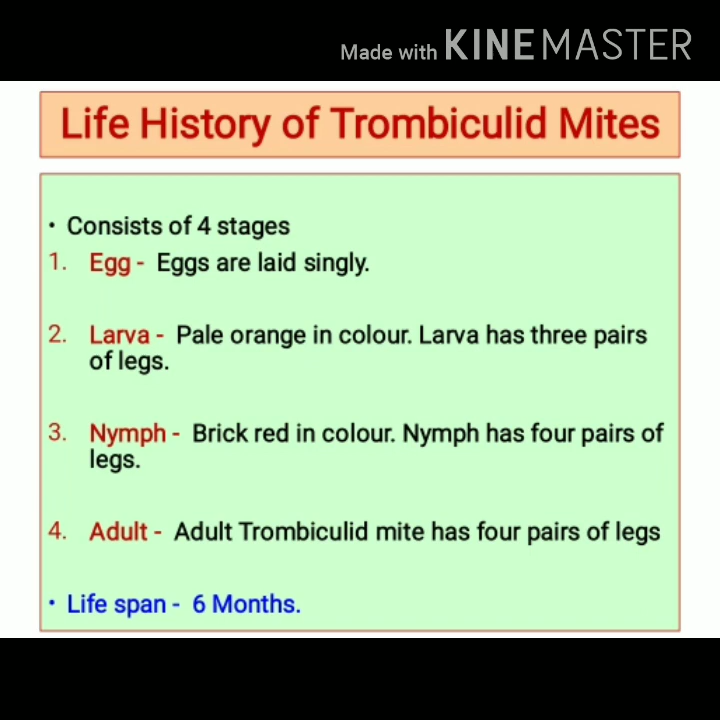 Made with KINEMASTER
Life History of Trombiculid Mites
• Consists of 4 stages
1. Egg - Eggs are laid singly.
2. Larva - Pale orange in colour. Larva has three pairs
of legs.
3. Nymph - Brick red in colour. Nymph has four pairs of
legs.
4. Adult - Adult Trombiculid mite has four pairs of legs
• Life span - 6 Months.